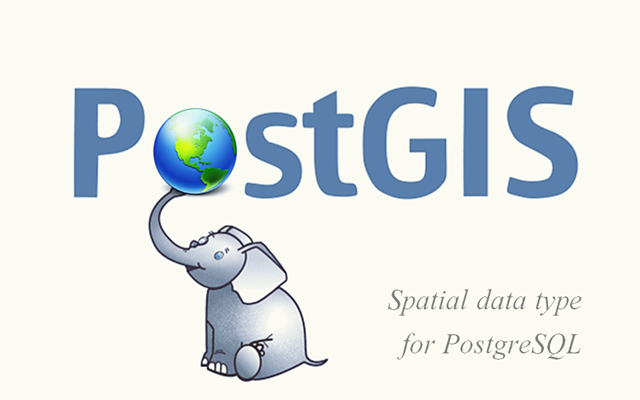 PostGIS
Spatial data type
for PostgreSQL